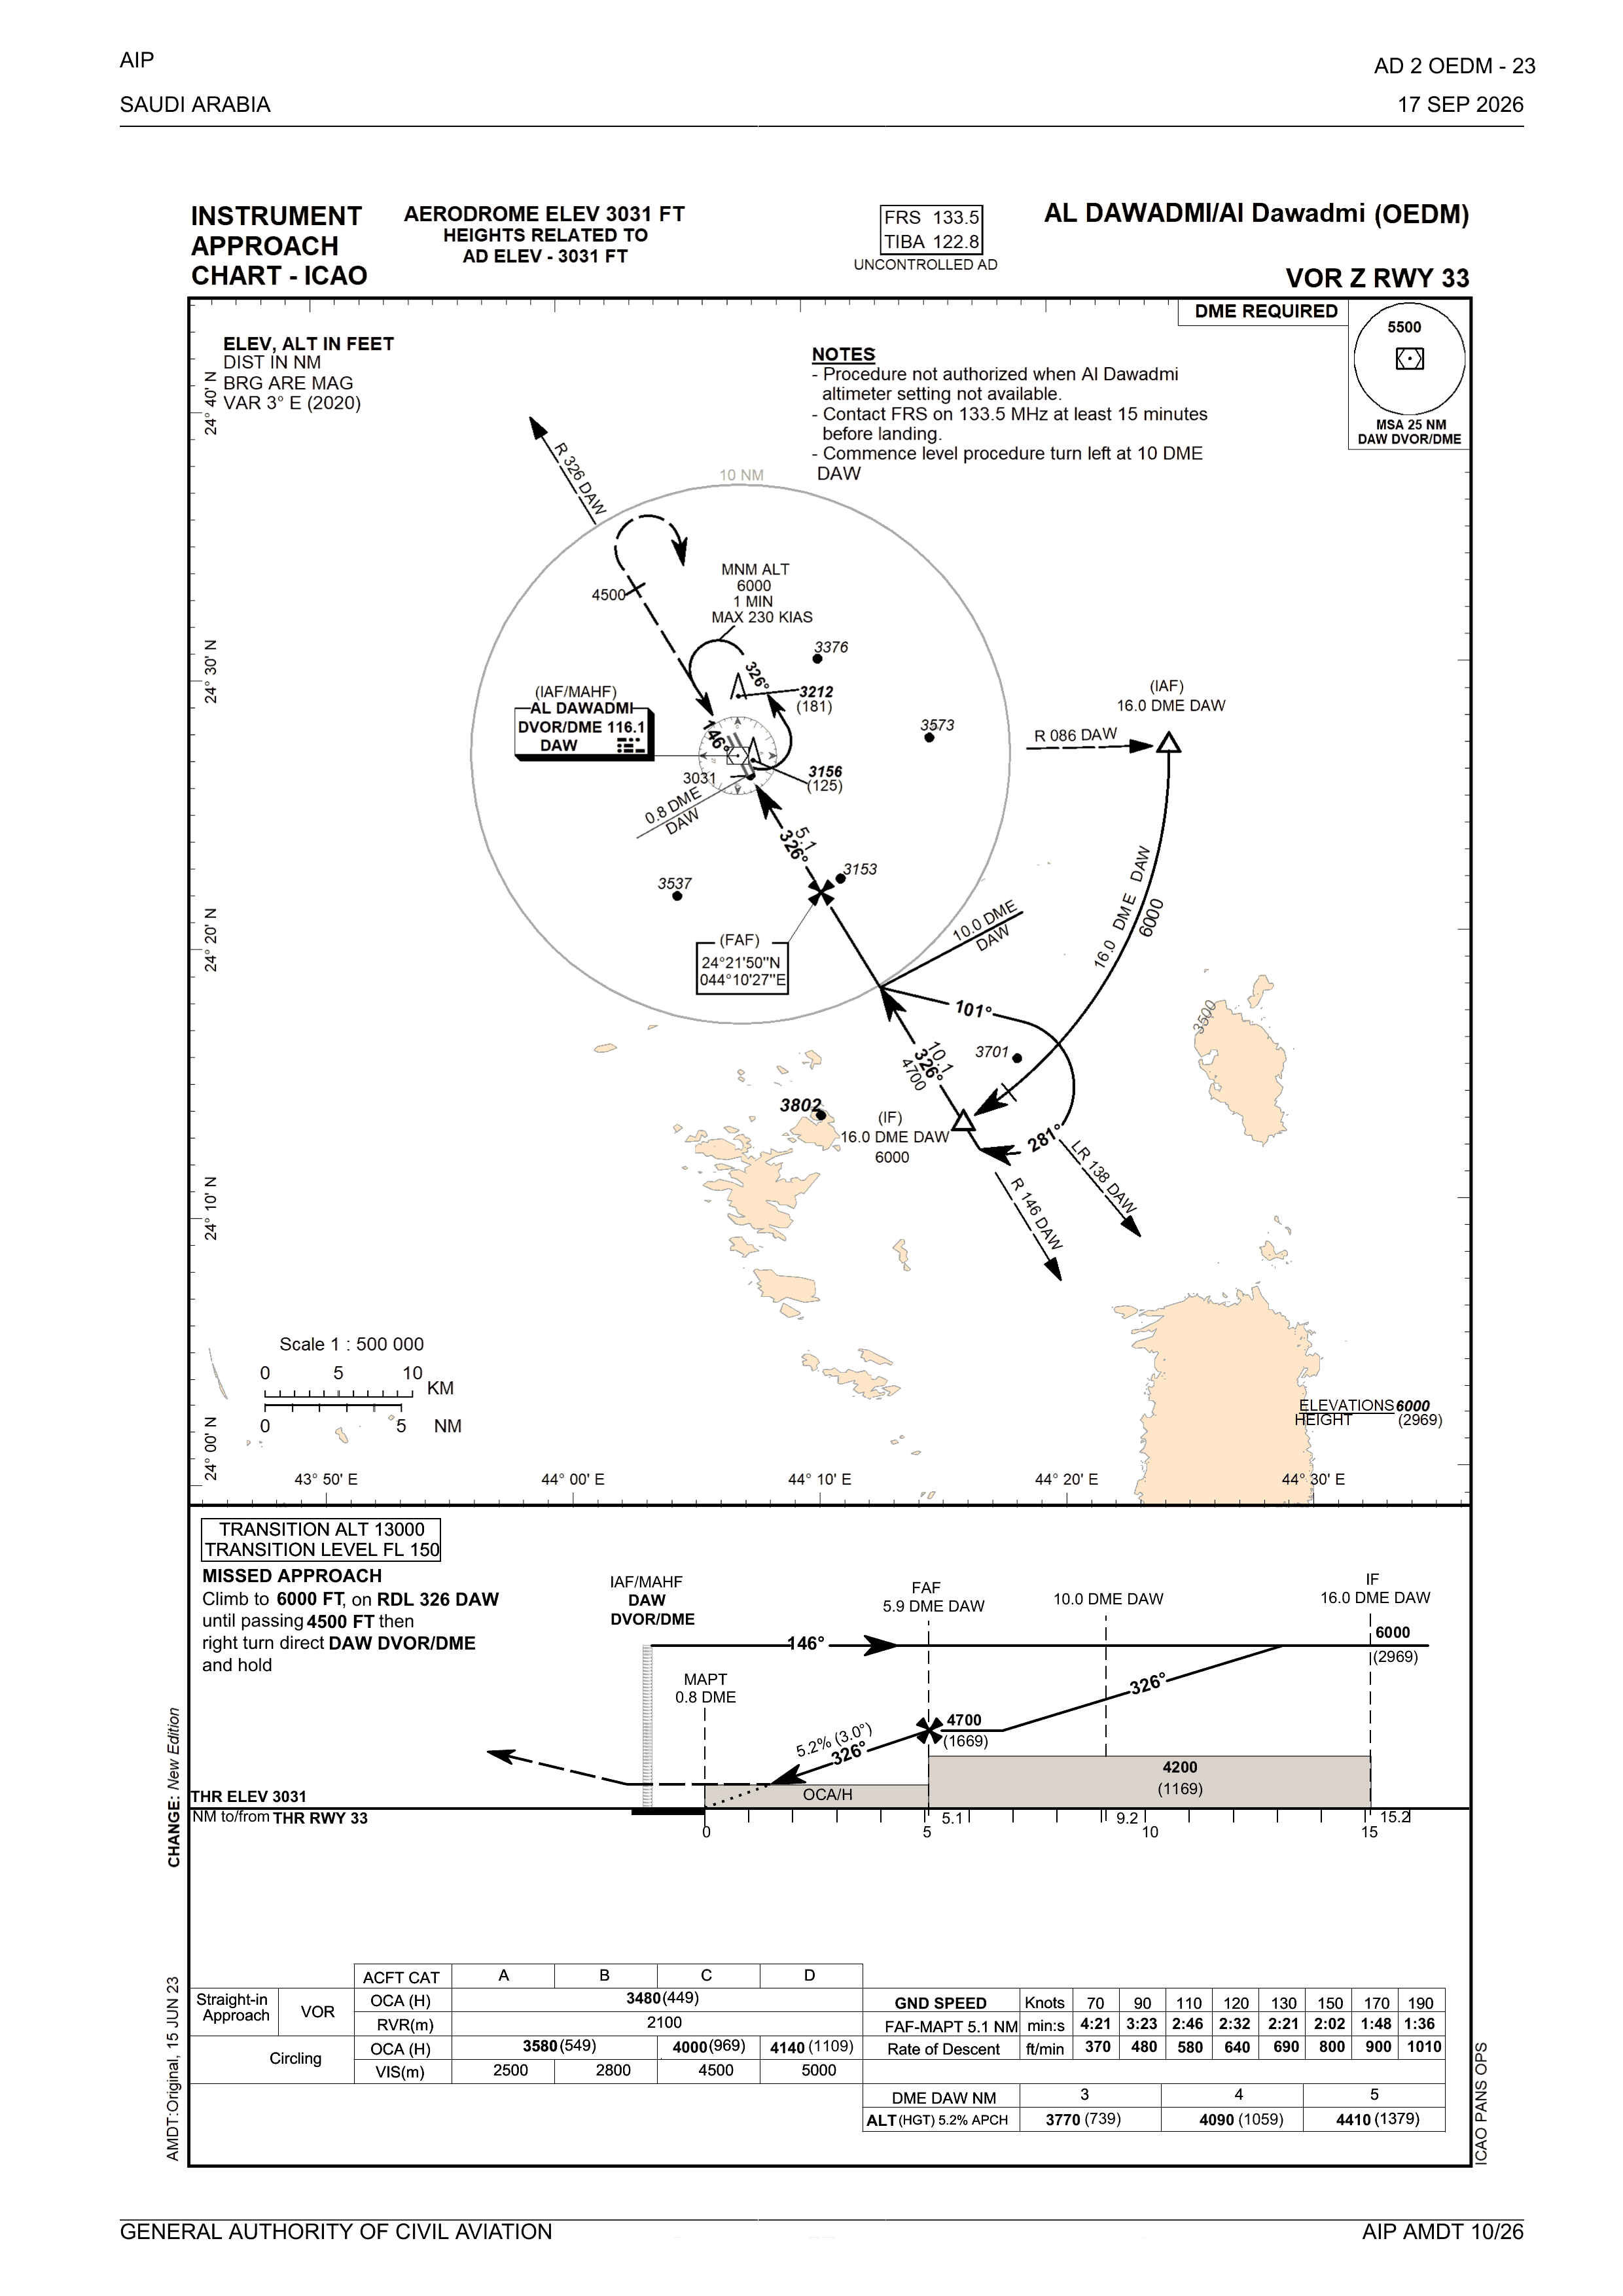 AIP
AD 2 OEDM - 23
SAUDI ARABIA
17 SEP 2026
INSTRUMENT
APPROACH
CHART - ICAO
AERODROME ELEV 3031 FT
HEIGHTS RELATED TO
AD ELEV - 3031 FT
FRS 133.5
TIBA 122.8
UNCONTROLLED AD
AL DAWADMI/Al Dawadmi (OEDM)
VOR Z RWY 33
DME REQUIRED
5500
MSA 25 NM
DAW DVOR/DME
ELEV, ALT IN FEET
DIST IN NM
BRG ARE MAG
VAR 3° E (2020)
NOTES
- Procedure not authorized when Al Dawadmi
altimeter setting not available.
- Contact FRS on 133.5 MHz at least 15 minutes
before landing.
- Commence level procedure turn left at 10 DME
DAW
24° 40' N
24° 30' N
24° 20' N
24° 10' N
24° 00' N
10 NM
R 326 DAW
4500
MNM ALT
6000
1 MIN
MAX 230 KIAS
3376
326°
3212
(181)
(IAF/MAHF)
AL DAWADMI
DVOR/DME 116.1
DAW
146°
3573
3031
3156
(125)
0.8 DME
DAW
(IAF)
16.0 DME DAW
R 086 DAW
5.1
326°
3153
3537
(FAF)
24°21'50"N
044°10'27"E
10.0 DME
DAW
16.0 DME DAW
6000
101°
3701
10.1
326°
4700
3802
(IF)
16.0 DME DAW
6000
281°
LR 138 DAW
R 146 DAW
3500
Scale 1 : 500 000
0 5 10
KM
0 5 NM
ELEVATIONS 6000
HEIGHT (2969)
43° 50' E
44° 00' E
44° 10' E
44° 20' E
44° 30' E
TRANSITION ALT 13000
TRANSITION LEVEL FL 150
MISSED APPROACH
Climb to 6000 FT, on RDL 326 DAW
until passing 4500 FT then
right turn direct DAW DVOR/DME
and hold
IAF/MAHF
DAW
DVOR/DME
MAPT
0.8 DME
FAF
5.9 DME DAW
10.0 DME DAW
IF
16.0 DME DAW
146°
6000
(2969)
326°
4700
(1669)
5.2% (3.0°)
326°
4200
(1169)
OCA/H
THR ELEV 3031
NM to/from THR RWY 33
5.1
9.2
15.2
0
5
10
15
CHANGE: New Edition
AMDT:Original, 15 JUN 23
ICAO PANS OPS
ACFT CAT A B C D
Straight-in
Approach
VOR
OCA (H) 3480(449)
RVR(m) 2100
Circling
OCA (H) 3580(549) 4000(969) 4140 (1109)
VIS(m) 2500 2800 4500 5000
GND SPEED Knots 70 90 110 120 130 150 170 190
FAF-MAPT 5.1 NM min:s 4:21 3:23 2:46 2:32 2:21 2:02 1:48 1:36
Rate of Descent ft/min 370 480 580 640 690 800 900 1010
DME DAW NM 3 4 5
ALT (HGT) 5.2% APCH 3770 (739) 4090 (1059) 4410 (1379)
GENERAL AUTHORITY OF CIVIL AVIATION
AIP AMDT 10/26